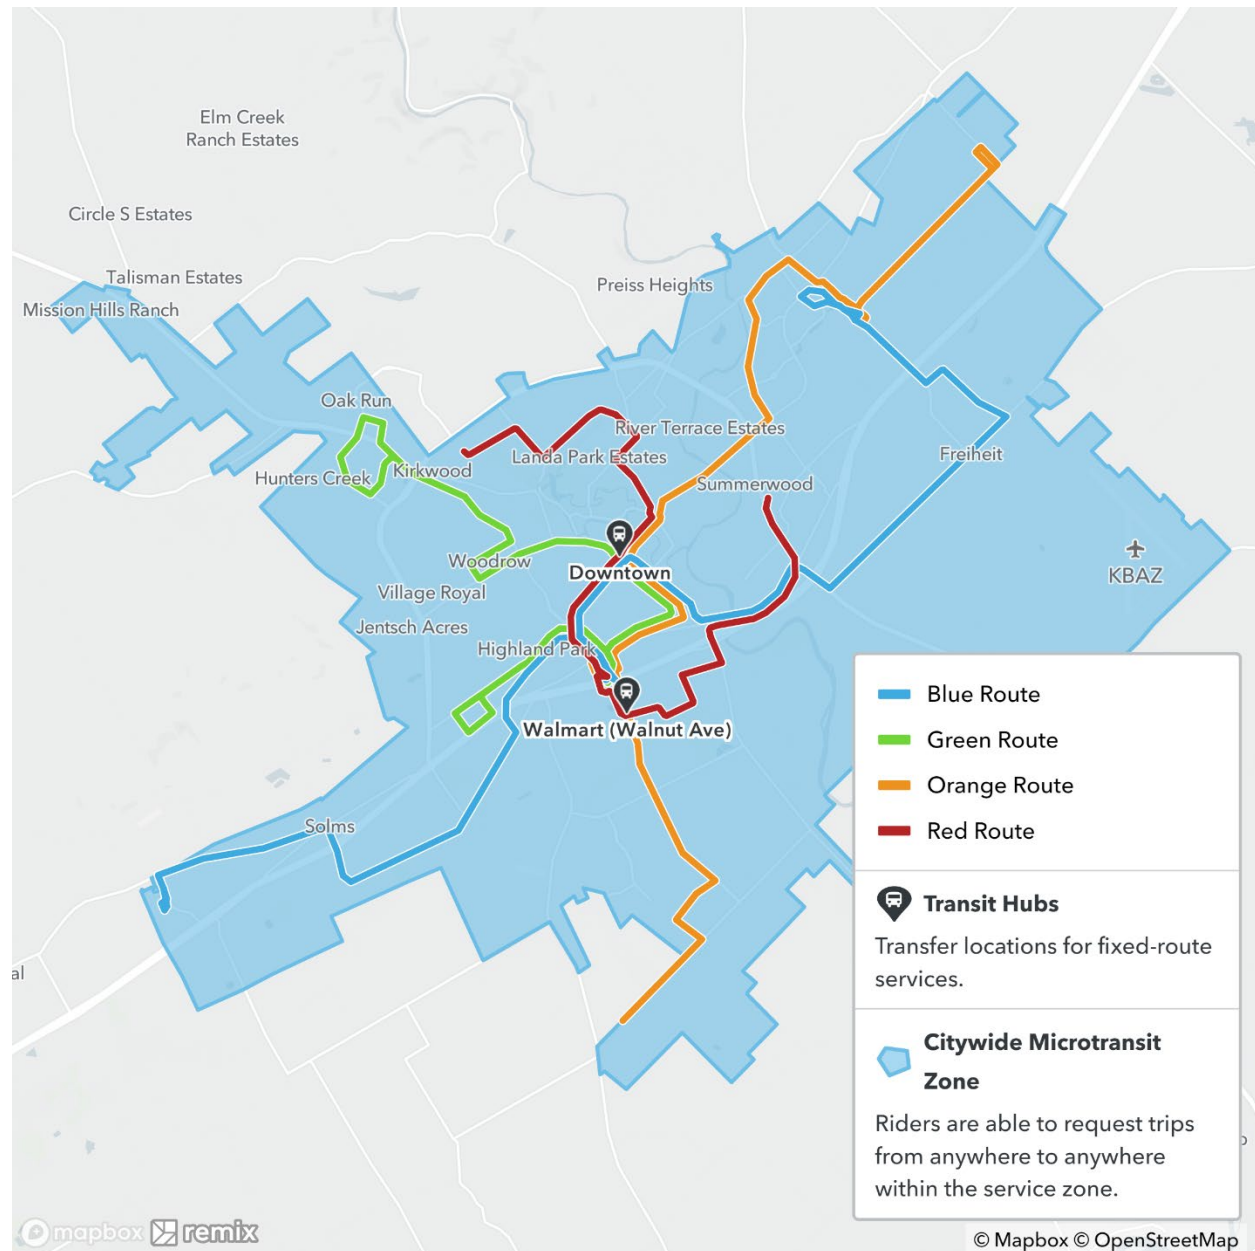 Elm Creek
Ranch Estates
Circle S Estates
Talisman Estates
Mission Hills Ranch
Preiss Heights
Oak Run
River Terrace Estates
Landa Park Estates
Hunters Creek
Kirkwood
Summerwood
Freiheit
Woodrow
Downtown
KBAZ
Village Royal
Jentsch Acres
Highland Park
Walmart (Walnut Ave)
Solms
al
Blue Route
Green Route
Orange Route
Red Route
Transit Hubs
Transfer locations for fixed-route
services.
Citywide Microtransit
Zone
Riders are able to request trips
from anywhere to anywhere
within the service zone.
mapbox remix
© Mapbox © OpenStreetMap